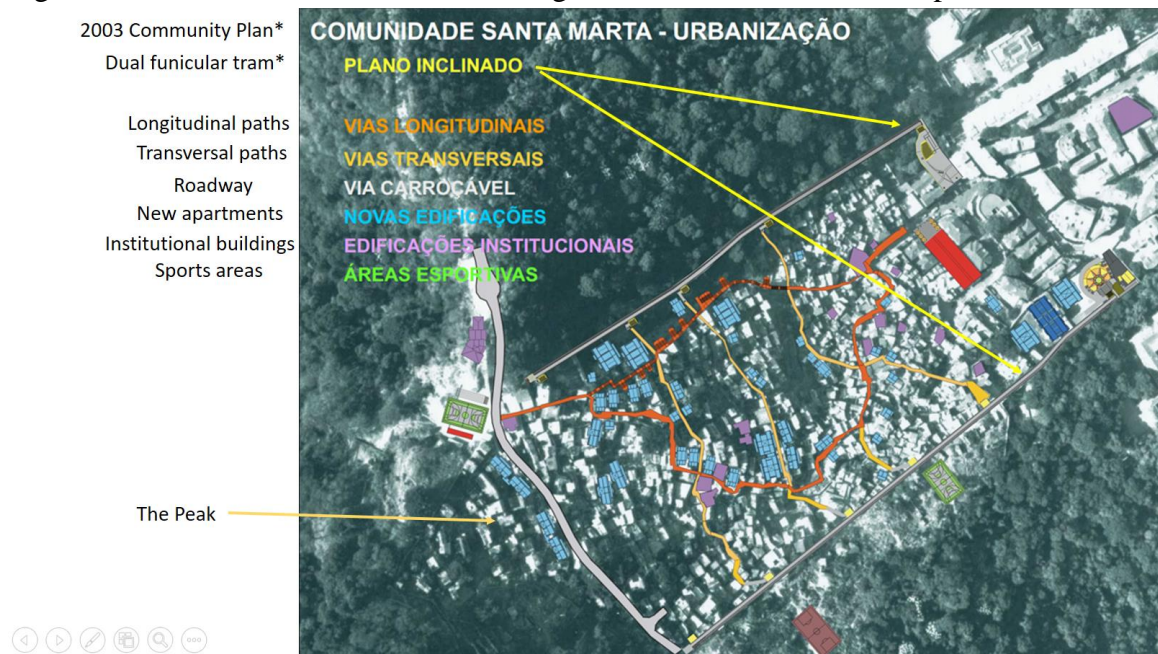 2003 Community Plan*
COMUNIDADE SANTA MARTA - URBANIZAÇÃO
Dual funicular tram*
PLANO INCLINADO
Longitudinal paths
VIAS LONGITUDINAIS
Transversal paths
VIAS TRANSVERSAIS
Roadway
VIA CARROÇÁVEL
New apartments
NOVAS EDIFICAÇÕES
Institutional buildings
EDIFICAÇÕES INSTITUCIONAIS
Sports areas
ÁREAS ESPORTIVAS
The Peak